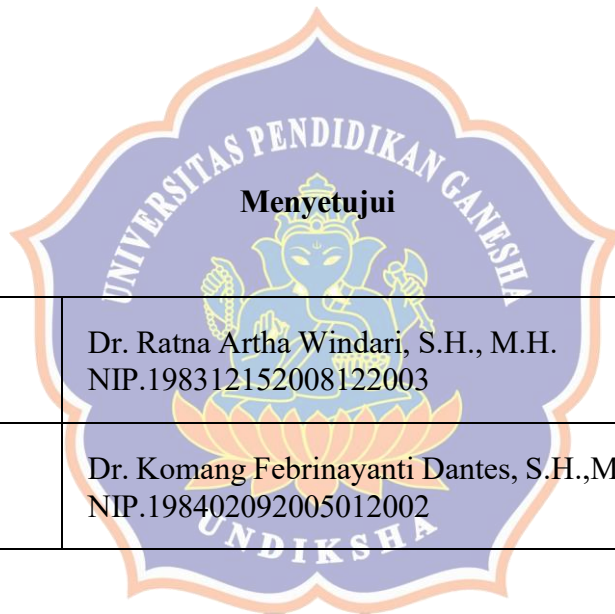 UNIVERSITAS PENDIDIKAN GANESHA
Menyetujui
Dr. Ratna Artha Windari, S.H., M.H.
NIP.198312152008122003
Dr. Komang Febrinayanti Dantes, S.H.,M
NIP.198402092005012002
UNDIKSHA